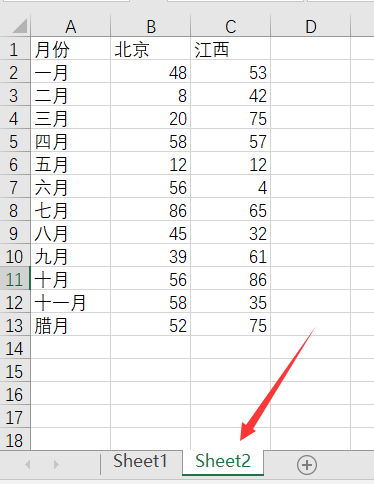 A B C D
1 月份 北京 江西
2 一月 48 53
3 二月 8 42
4 三月 20 75
5 四月 58 57
6 五月 12 12
7 六月 56 4
8 七月 86 65
9 八月 45 32
10 九月 39 61
11 十月 56 86
12 十一月 58 35
13 腊月 52 75
14
15
16
17
18
Sheet1 Sheet2